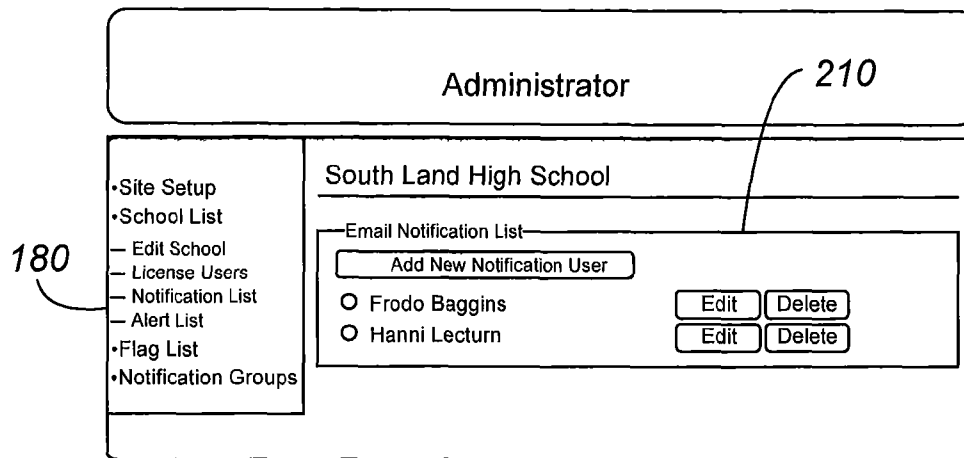 Administrator
210
South Land High School
•Site Setup
•School List
– Edit School
– License Users
– Notification List
– Alert List
•Flag List
•Notification Groups
180
Email Notification List
Add New Notification User
Frodo Baggins Edit Delete
Hanni Lecturn Edit Delete